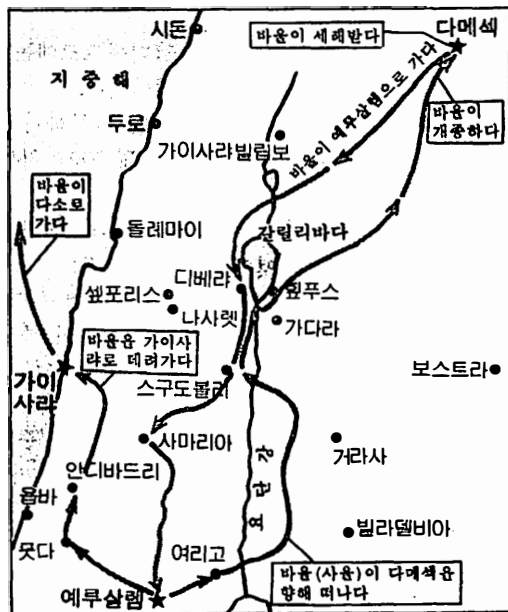 시돈
바울이 세례받다
다메섹
지중해
바울이 예루살렘으로 가다
바울이
개종하다
두로
가이사랴빌립보
바울이
다소로
가다
돌레마이
갈릴리바다
디베랴
셒포리스
힢푸스
나사렛
가다라
바울을 가이사
랴로 데려가다
가이
사랴
스구도볼리
보스트라
사마리아
거라사
안디바드리
욥바
요단강
빌라델비아
룻다
여리고
예루살렘
바울(사울)이 다메섹을
향해 떠나다